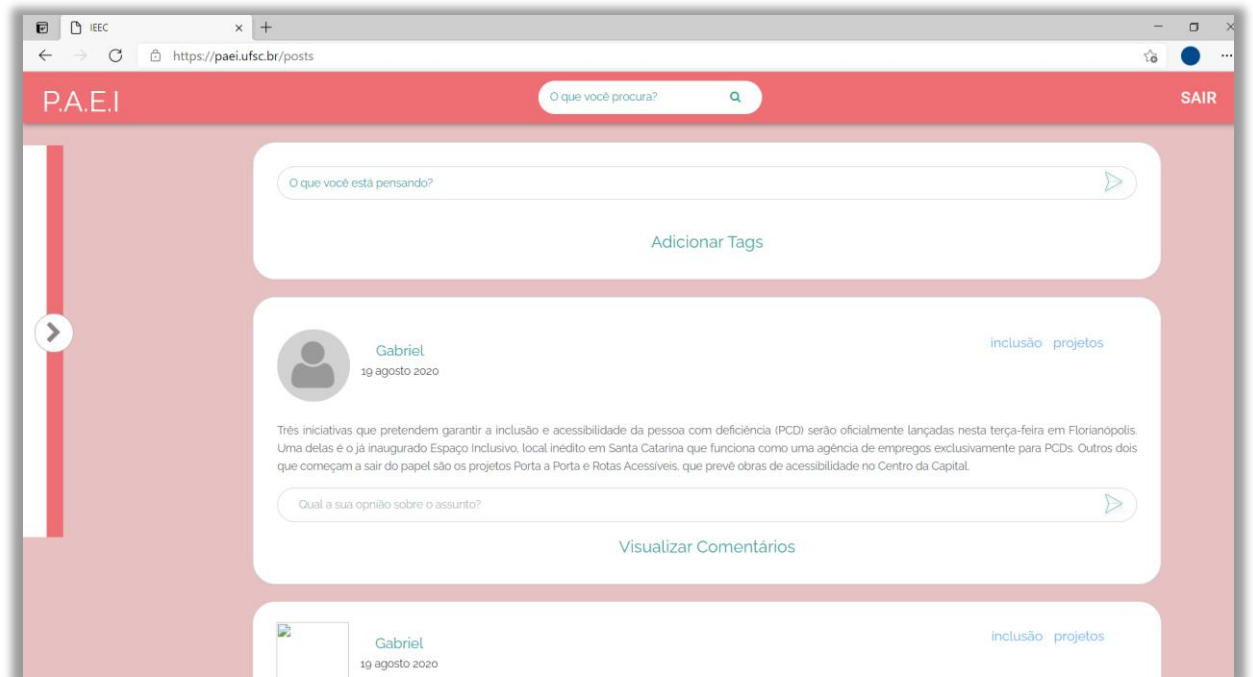 IEEC
https://paei.ufsc.br/posts
P.A.E.I
O que você procura?
SAIR
O que você está pensando?
Adicionar Tags
Gabriel
inclusão projetos
19 agosto 2020
Três iniciativas que pretendem garantir a inclusão e acessibilidade da pessoa com deficiência (PCD) serão oficialmente lançadas nesta terça-feira em Florianópolis.
Uma delas é o já inaugurado Espaço Inclusivo, local inédito em Santa Catarina que funciona como uma agência de empregos exclusivamente para PCDs. Outros dois
que começam a sair do papel são os projetos Porta a Porta e Rotas Acessíveis, que prevê obras de acessibilidade no Centro da Capital.
Qual a sua opnião sobre o assunto?
Visualizar Comentários
Gabriel
inclusão projetos
19 agosto 2020